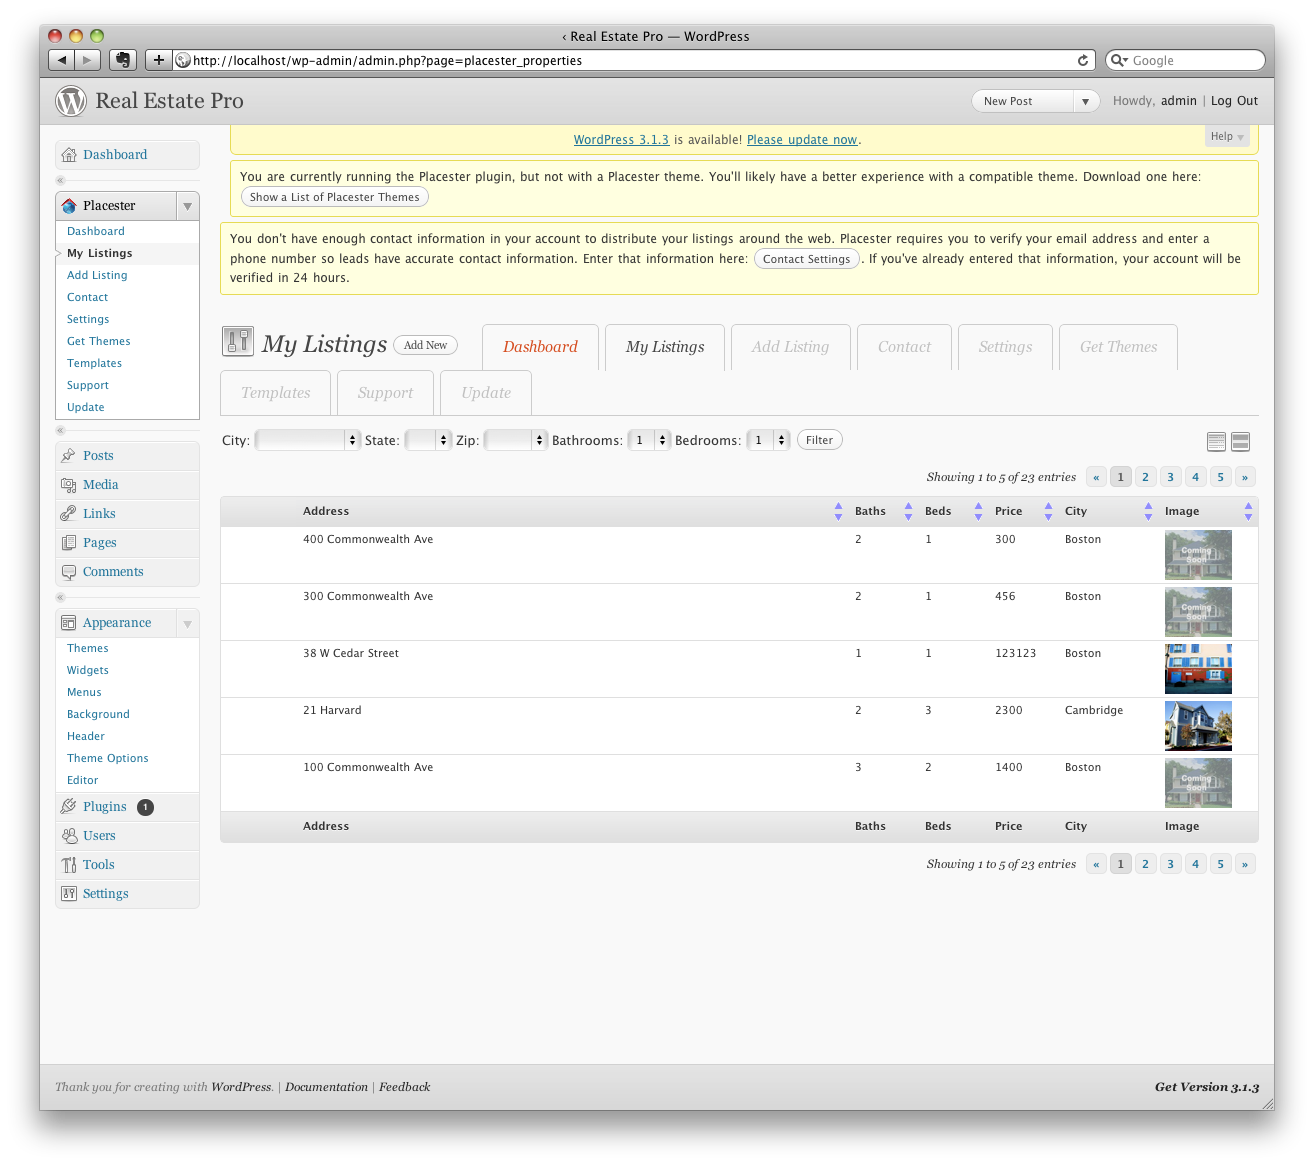 ‹ Real Estate Pro — WordPress
http://localhost/wp-admin/admin.php?page=placester_properties
Google
Real Estate Pro
New Post
Howdy, admin | Log Out
WordPress 3.1.3 is available! Please update now.
Help
You are currently running the Placester plugin, but not with a Placester theme. You'll likely have a better experience with a compatible theme. Download one here:
Show a List of Placester Themes
You don't have enough contact information in your account to distribute your listings around the web. Placester requires you to verify your email address and enter a
phone number so leads have accurate contact information. Enter that information here: Contact Settings . If you've already entered that information, your account will be
verified in 24 hours.
Dashboard
Placester
Dashboard
My Listings
Add Listing
Contact
Settings
Get Themes
Templates
Support
Update
Posts
Media
Links
Pages
Comments
Appearance
Themes
Widgets
Menus
Background
Header
Theme Options
Editor
Plugins 1
Users
Tools
Settings
My Listings Add New
Dashboard My Listings Add Listing Contact Settings Get Themes
Templates Support Update
City: State: Zip: Bathrooms: 1 Bedrooms: 1 Filter
Showing 1 to 5 of 23 entries « 1 2 3 4 5 »
Address Baths Beds Price City Image
400 Commonwealth Ave 2 1 300 Boston
Coming
Soon
300 Commonwealth Ave 2 1 456 Boston
Coming
Soon
38 W Cedar Street 1 1 123123 Boston
21 Harvard 2 3 2300 Cambridge
100 Commonwealth Ave 3 2 1400 Boston
Coming
Soon
Address Baths Beds Price City Image
Showing 1 to 5 of 23 entries « 1 2 3 4 5 »
Thank you for creating with WordPress. | Documentation | Feedback
Get Version 3.1.3